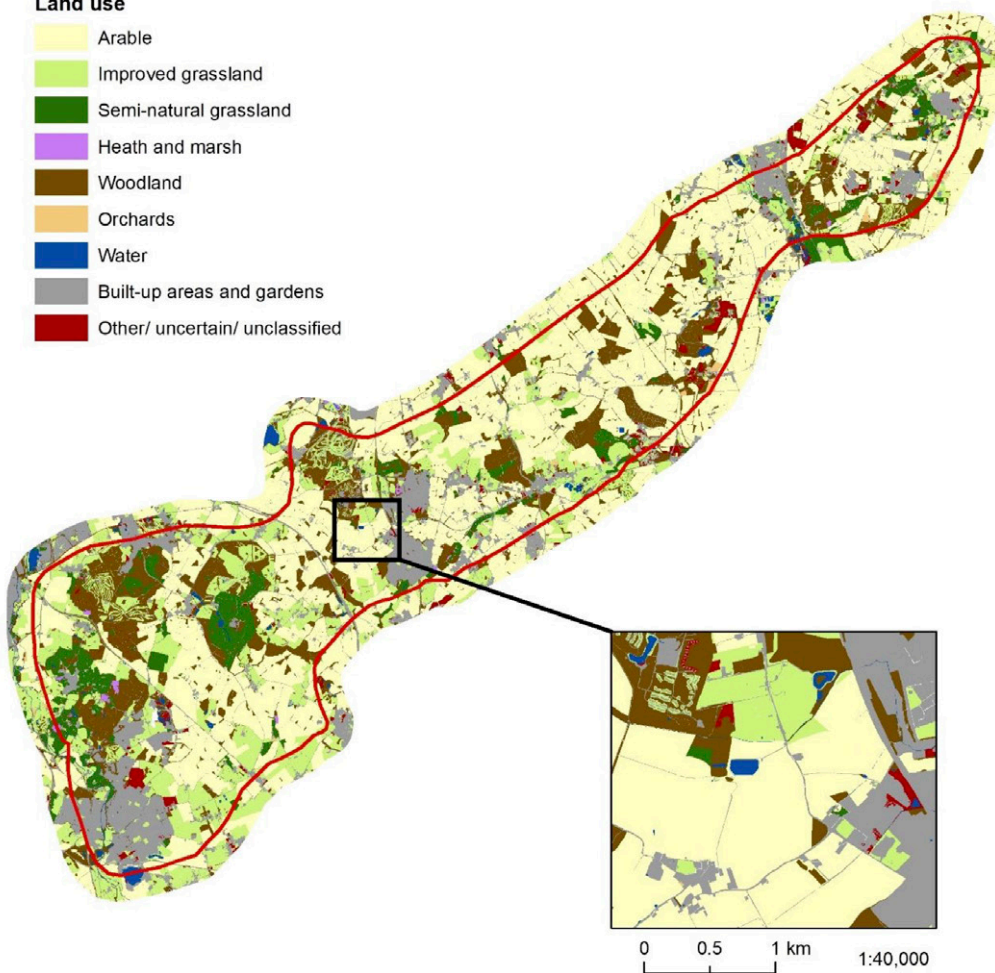 Land use
Arable
Improved grassland
Semi-natural grassland
Heath and marsh
Woodland
Orchards
Water
Built-up areas and gardens
Other/ uncertain/ unclassified
0 0.5 1 km
1:40,000